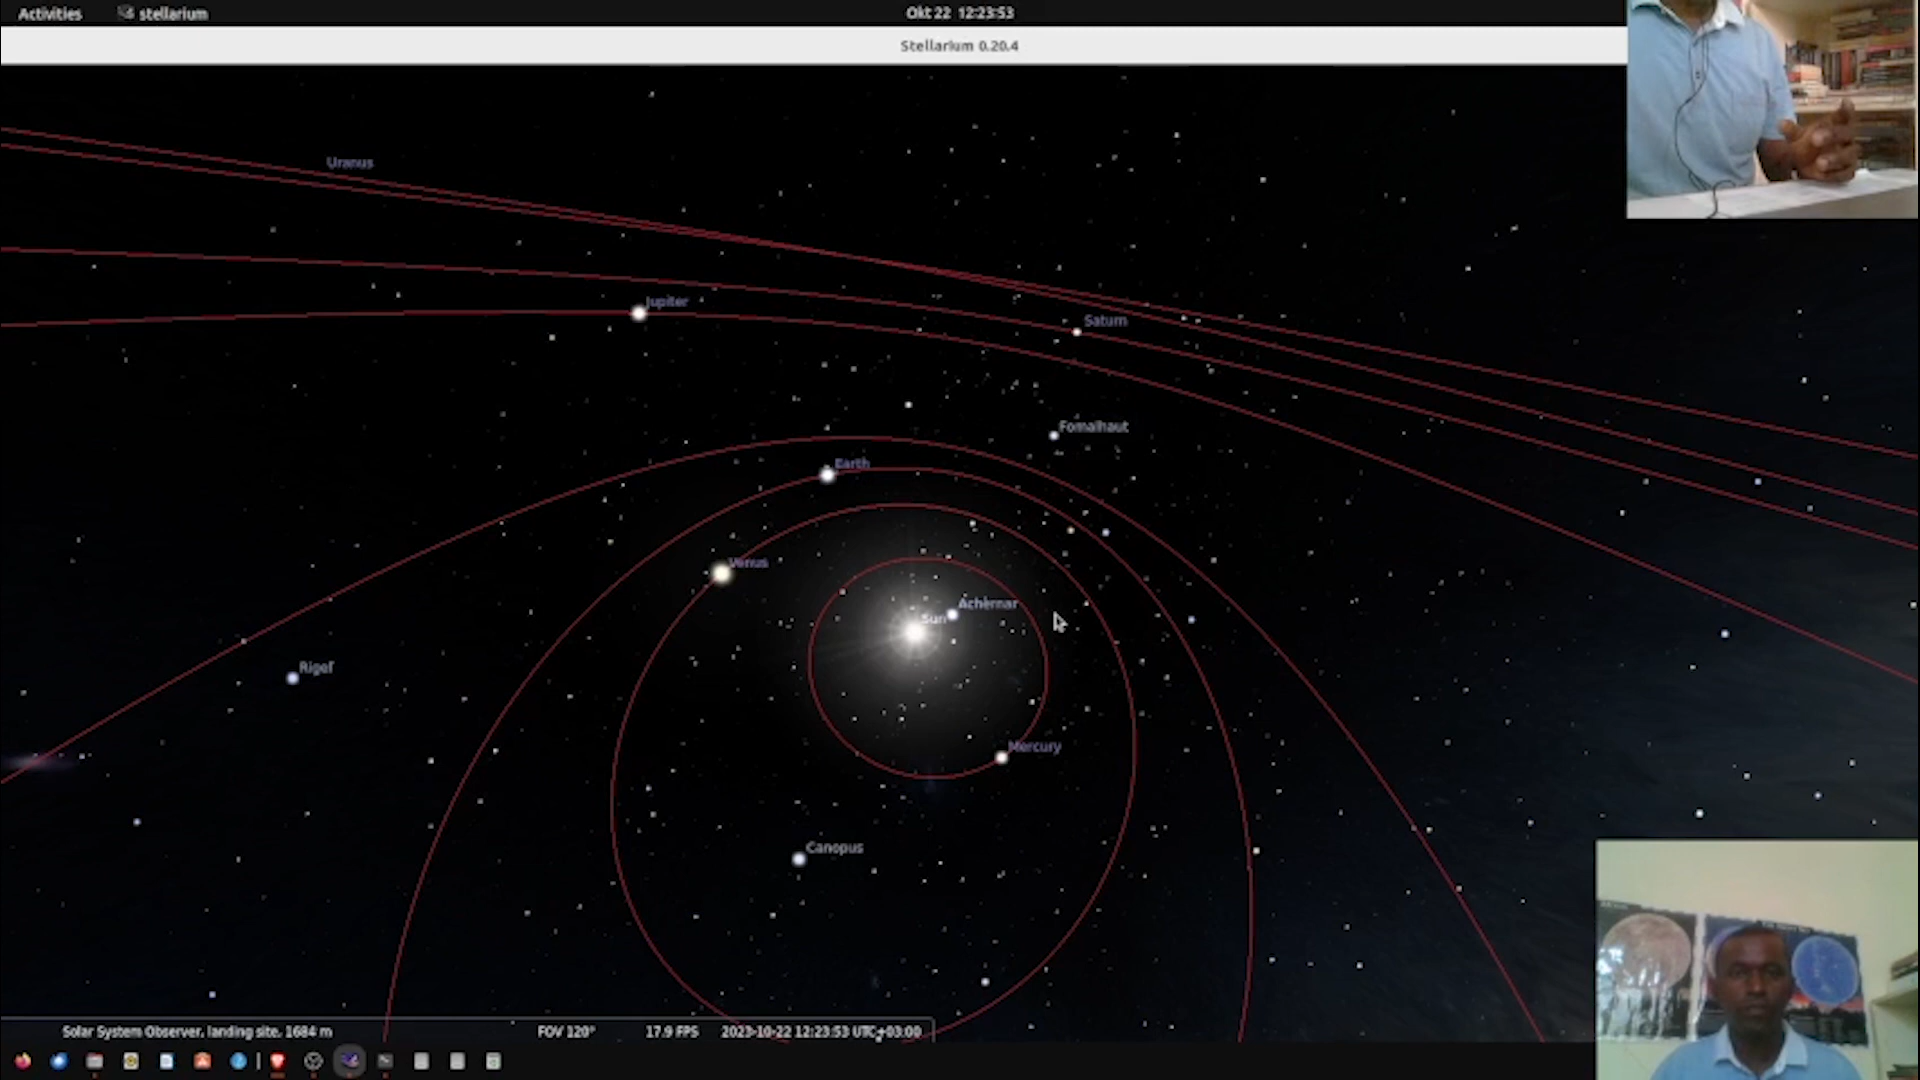 Activities
stellarium
Okt 22 12:23:53
Stellarium 0.20.4
Uranus
Jupiter
Saturn
Fomalhaut
Earth
Venus
Achernar
Sun
Rigel
Mercury
Canopus
Solar System Observer, landing site, 1684 m
FOV 120°
17.9 FPS
2023-10-22 12:23:53 UTC+03:00